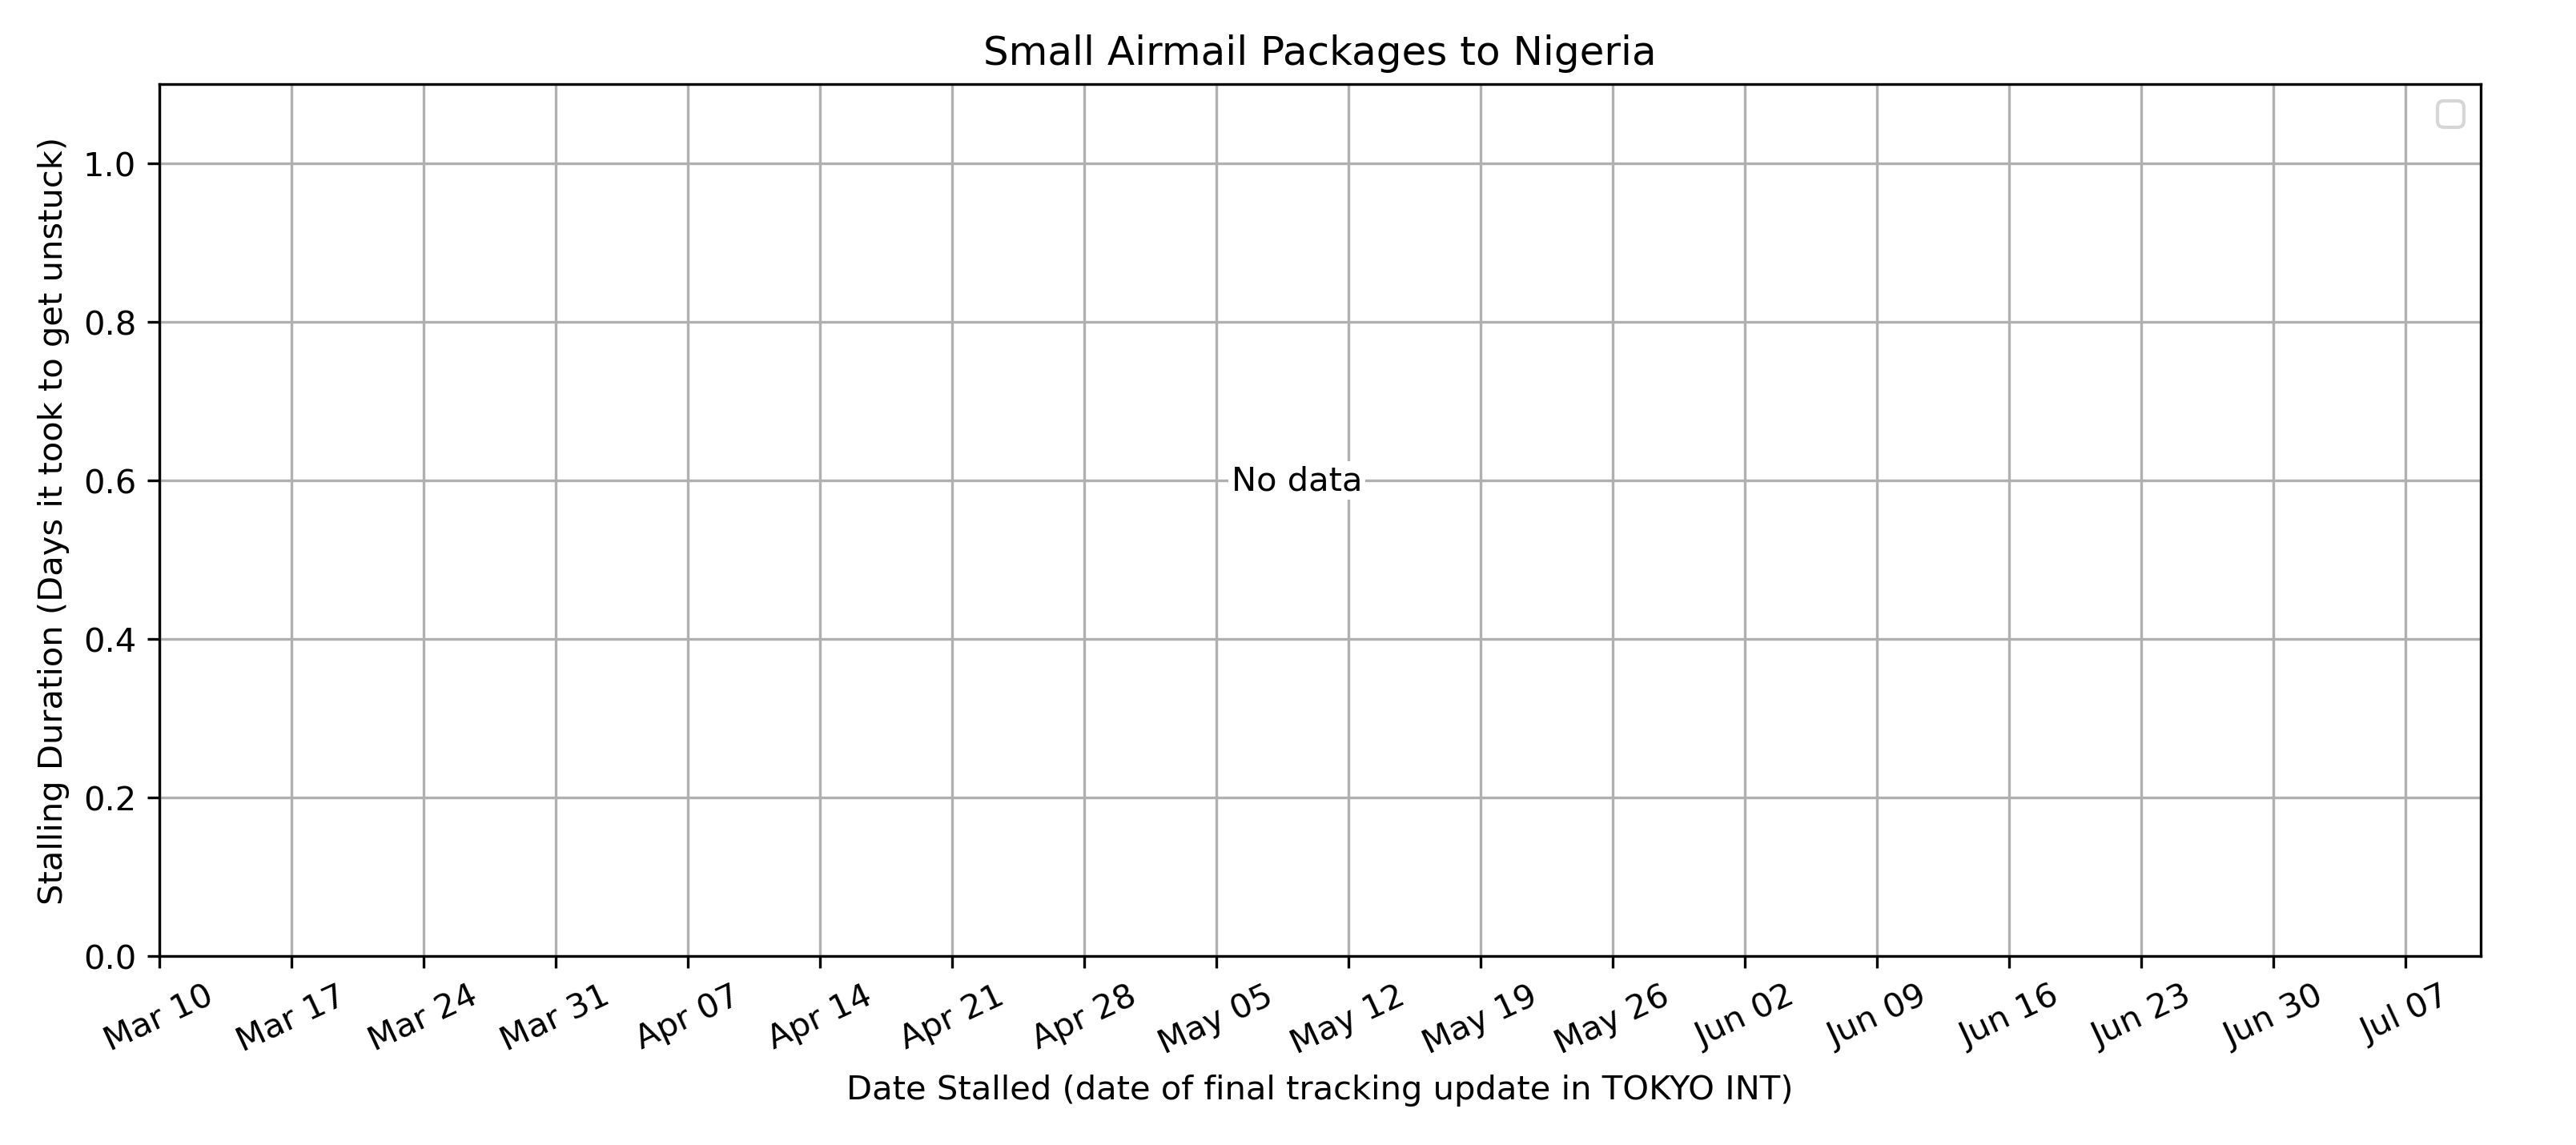 Small Airmail Packages to Nigeria
Stalling Duration (Days it took to get unstuck)
1.0
0.8
0.6
0.4
0.2
0.0
No data
Mar 10 Mar 17 Mar 24 Mar 31 Apr 07 Apr 14 Apr 21 Apr 28 May 05 May 12 May 19 May 26 Jun 02 Jun 09 Jun 16 Jun 23 Jun 30 Jul 07
Date Stalled (date of final tracking update in TOKYO INT)